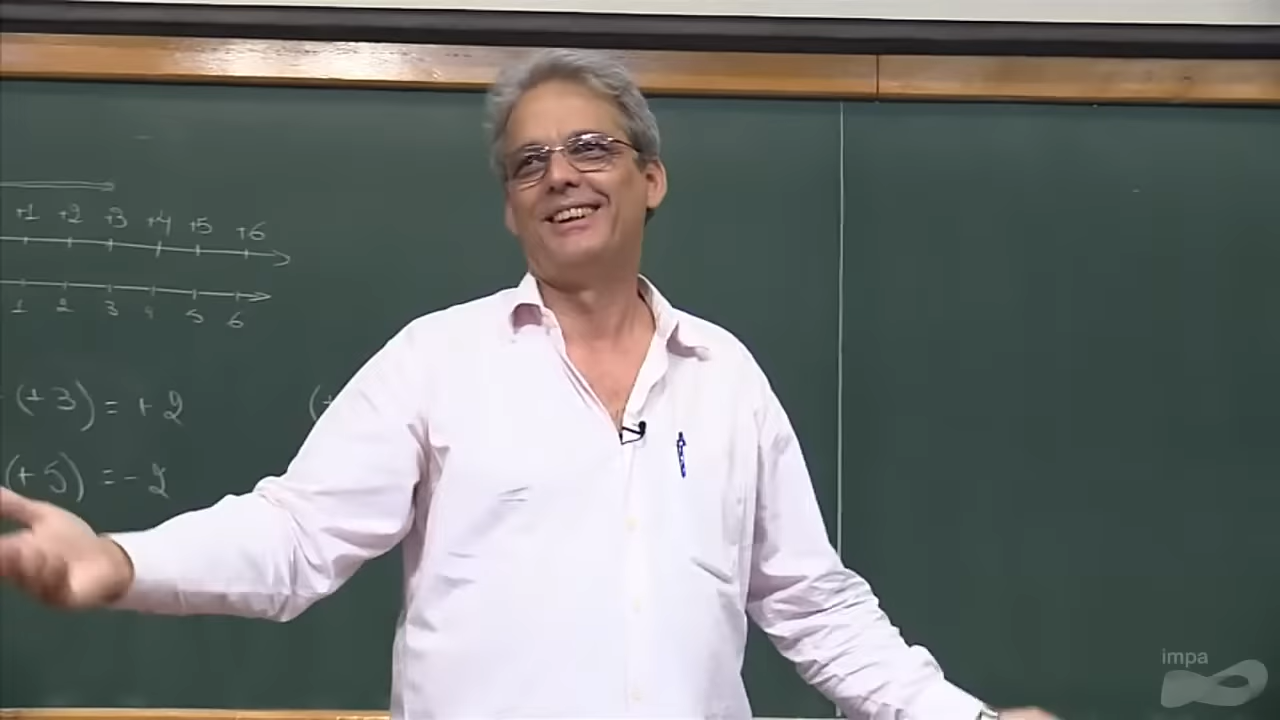 +1 +2 +3 +4 +5 +6
1 2 3 4 5 6
(+3) = +2
(+
(+5) = -2
impa